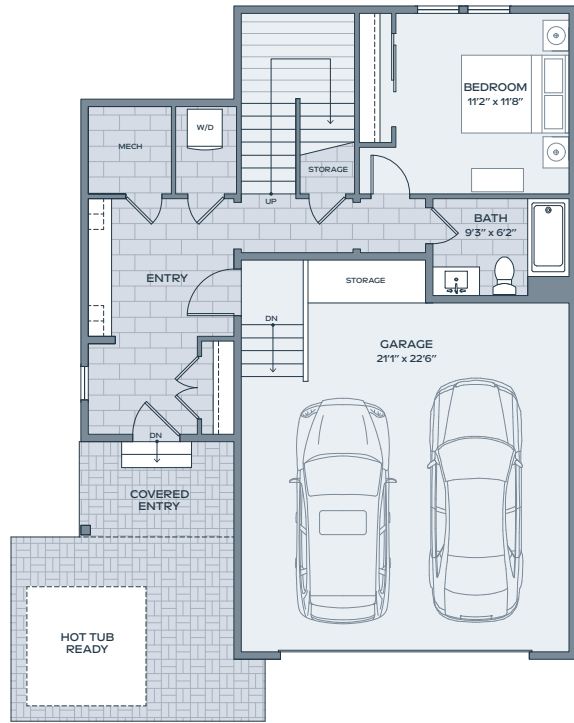 BEDROOM
11'2" x 11'8"
W/D
MECH
STORAGE
UP
BATH
9'3" x 6'2"
ENTRY
STORAGE
DN
GARAGE
21'1" x 22'6"
DN
COVERED
ENTRY
HOT TUB
READY